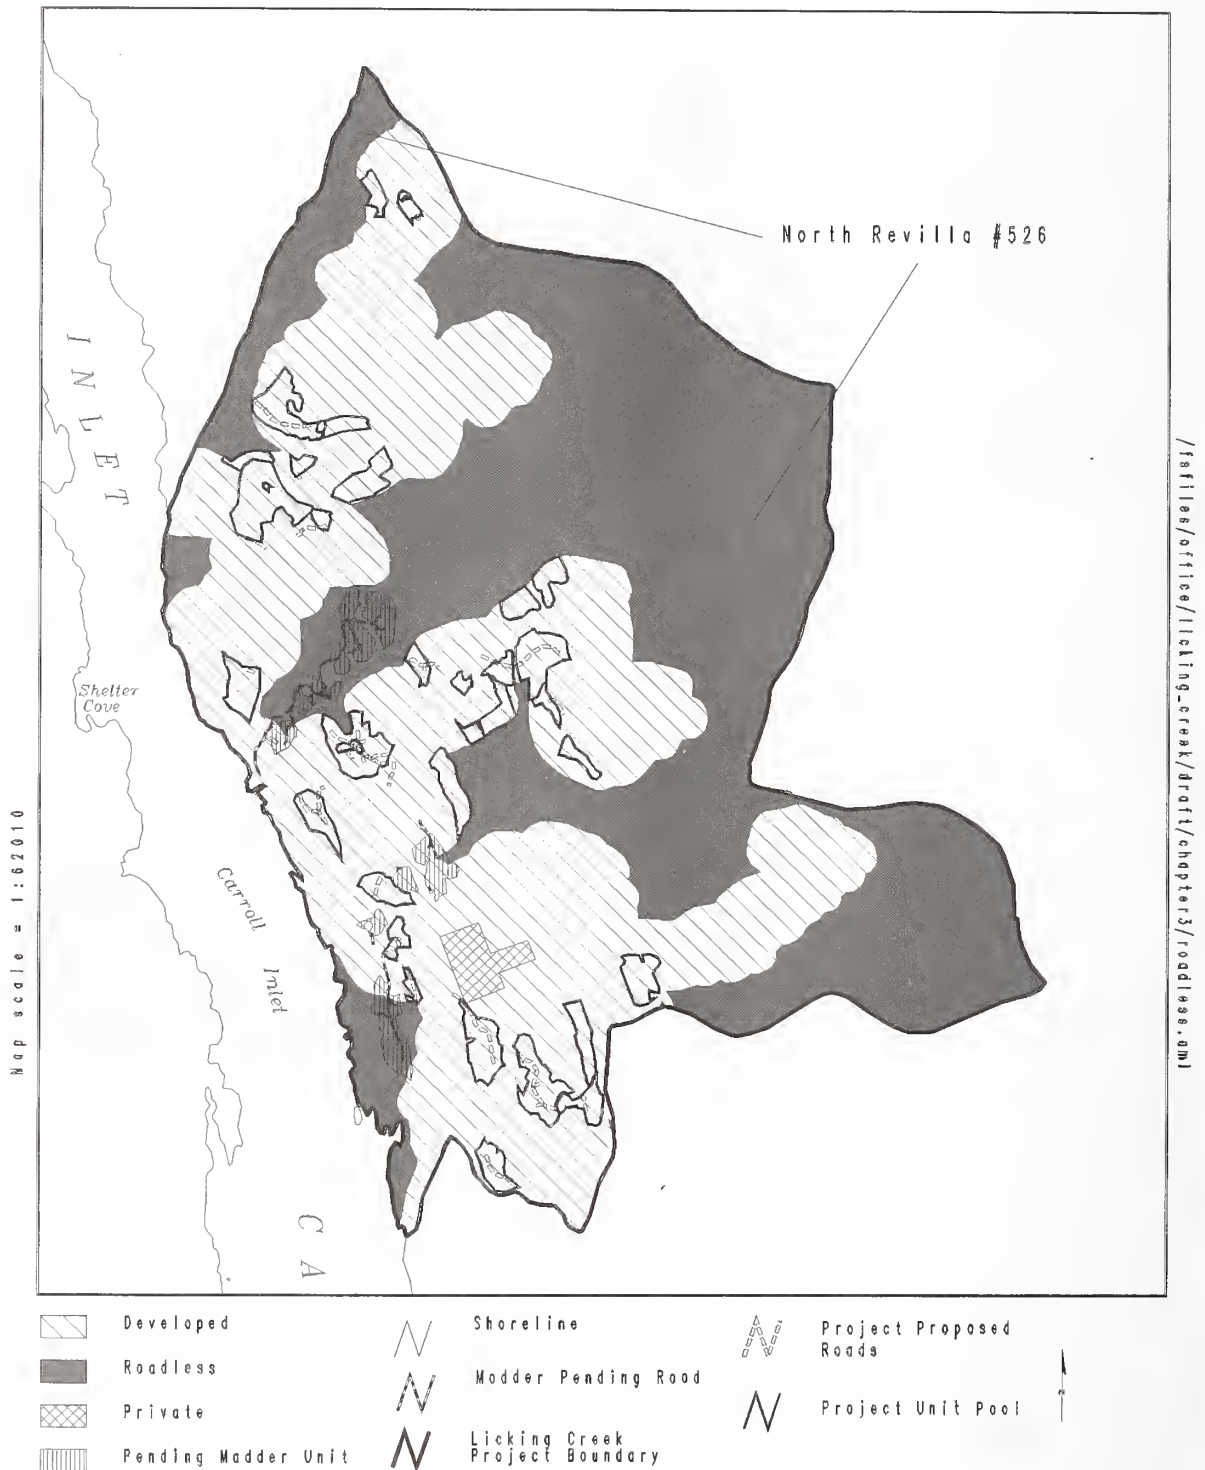 North Revilla #526
INLET
Shelter
Cove
Carroll
Inlet
CA
Map scale = 1:62010
/fsfiles/office/licking_creek/draft/chapter3/roadless.aml
Developed
Roadless
Private
Pending Madder Unit
Shoreline
Madder Pending Road
Licking Creek
Project Boundary
Project Proposed
Roads
Project Unit Pool